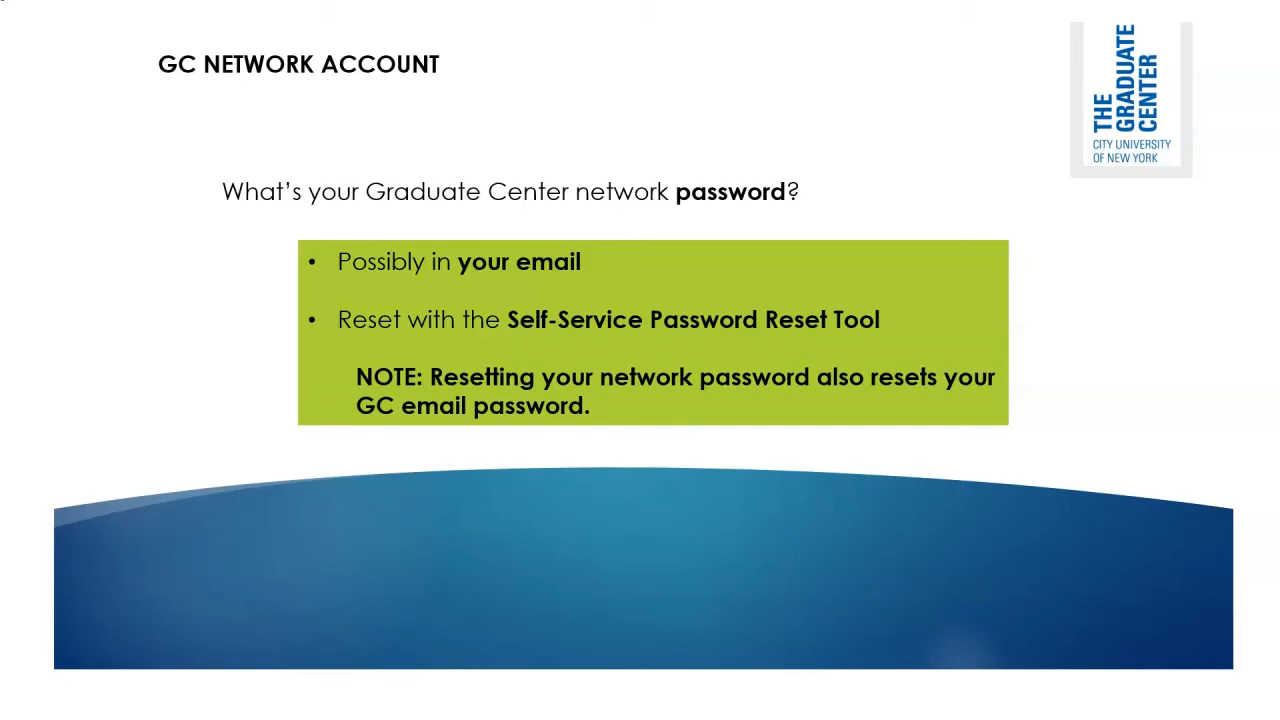 GC NETWORK ACCOUNT
THE
GRADUATE
CENTER
CITY UNIVERSITY
OF NEW YORK
What's your Graduate Center network password?
• Possibly in your email
• Reset with the Self-Service Password Reset Tool
NOTE: Resetting your network password also resets your
GC email password.